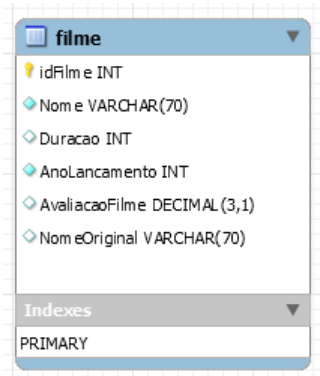 filme
idFilme INT
Nome VARCHAR(70)
Duracao INT
AnoLancamento INT
AvaliacaoFilme DECIMAL(3,1)
NomeOriginal VARCHAR(70)
Indexes
PRIMARY